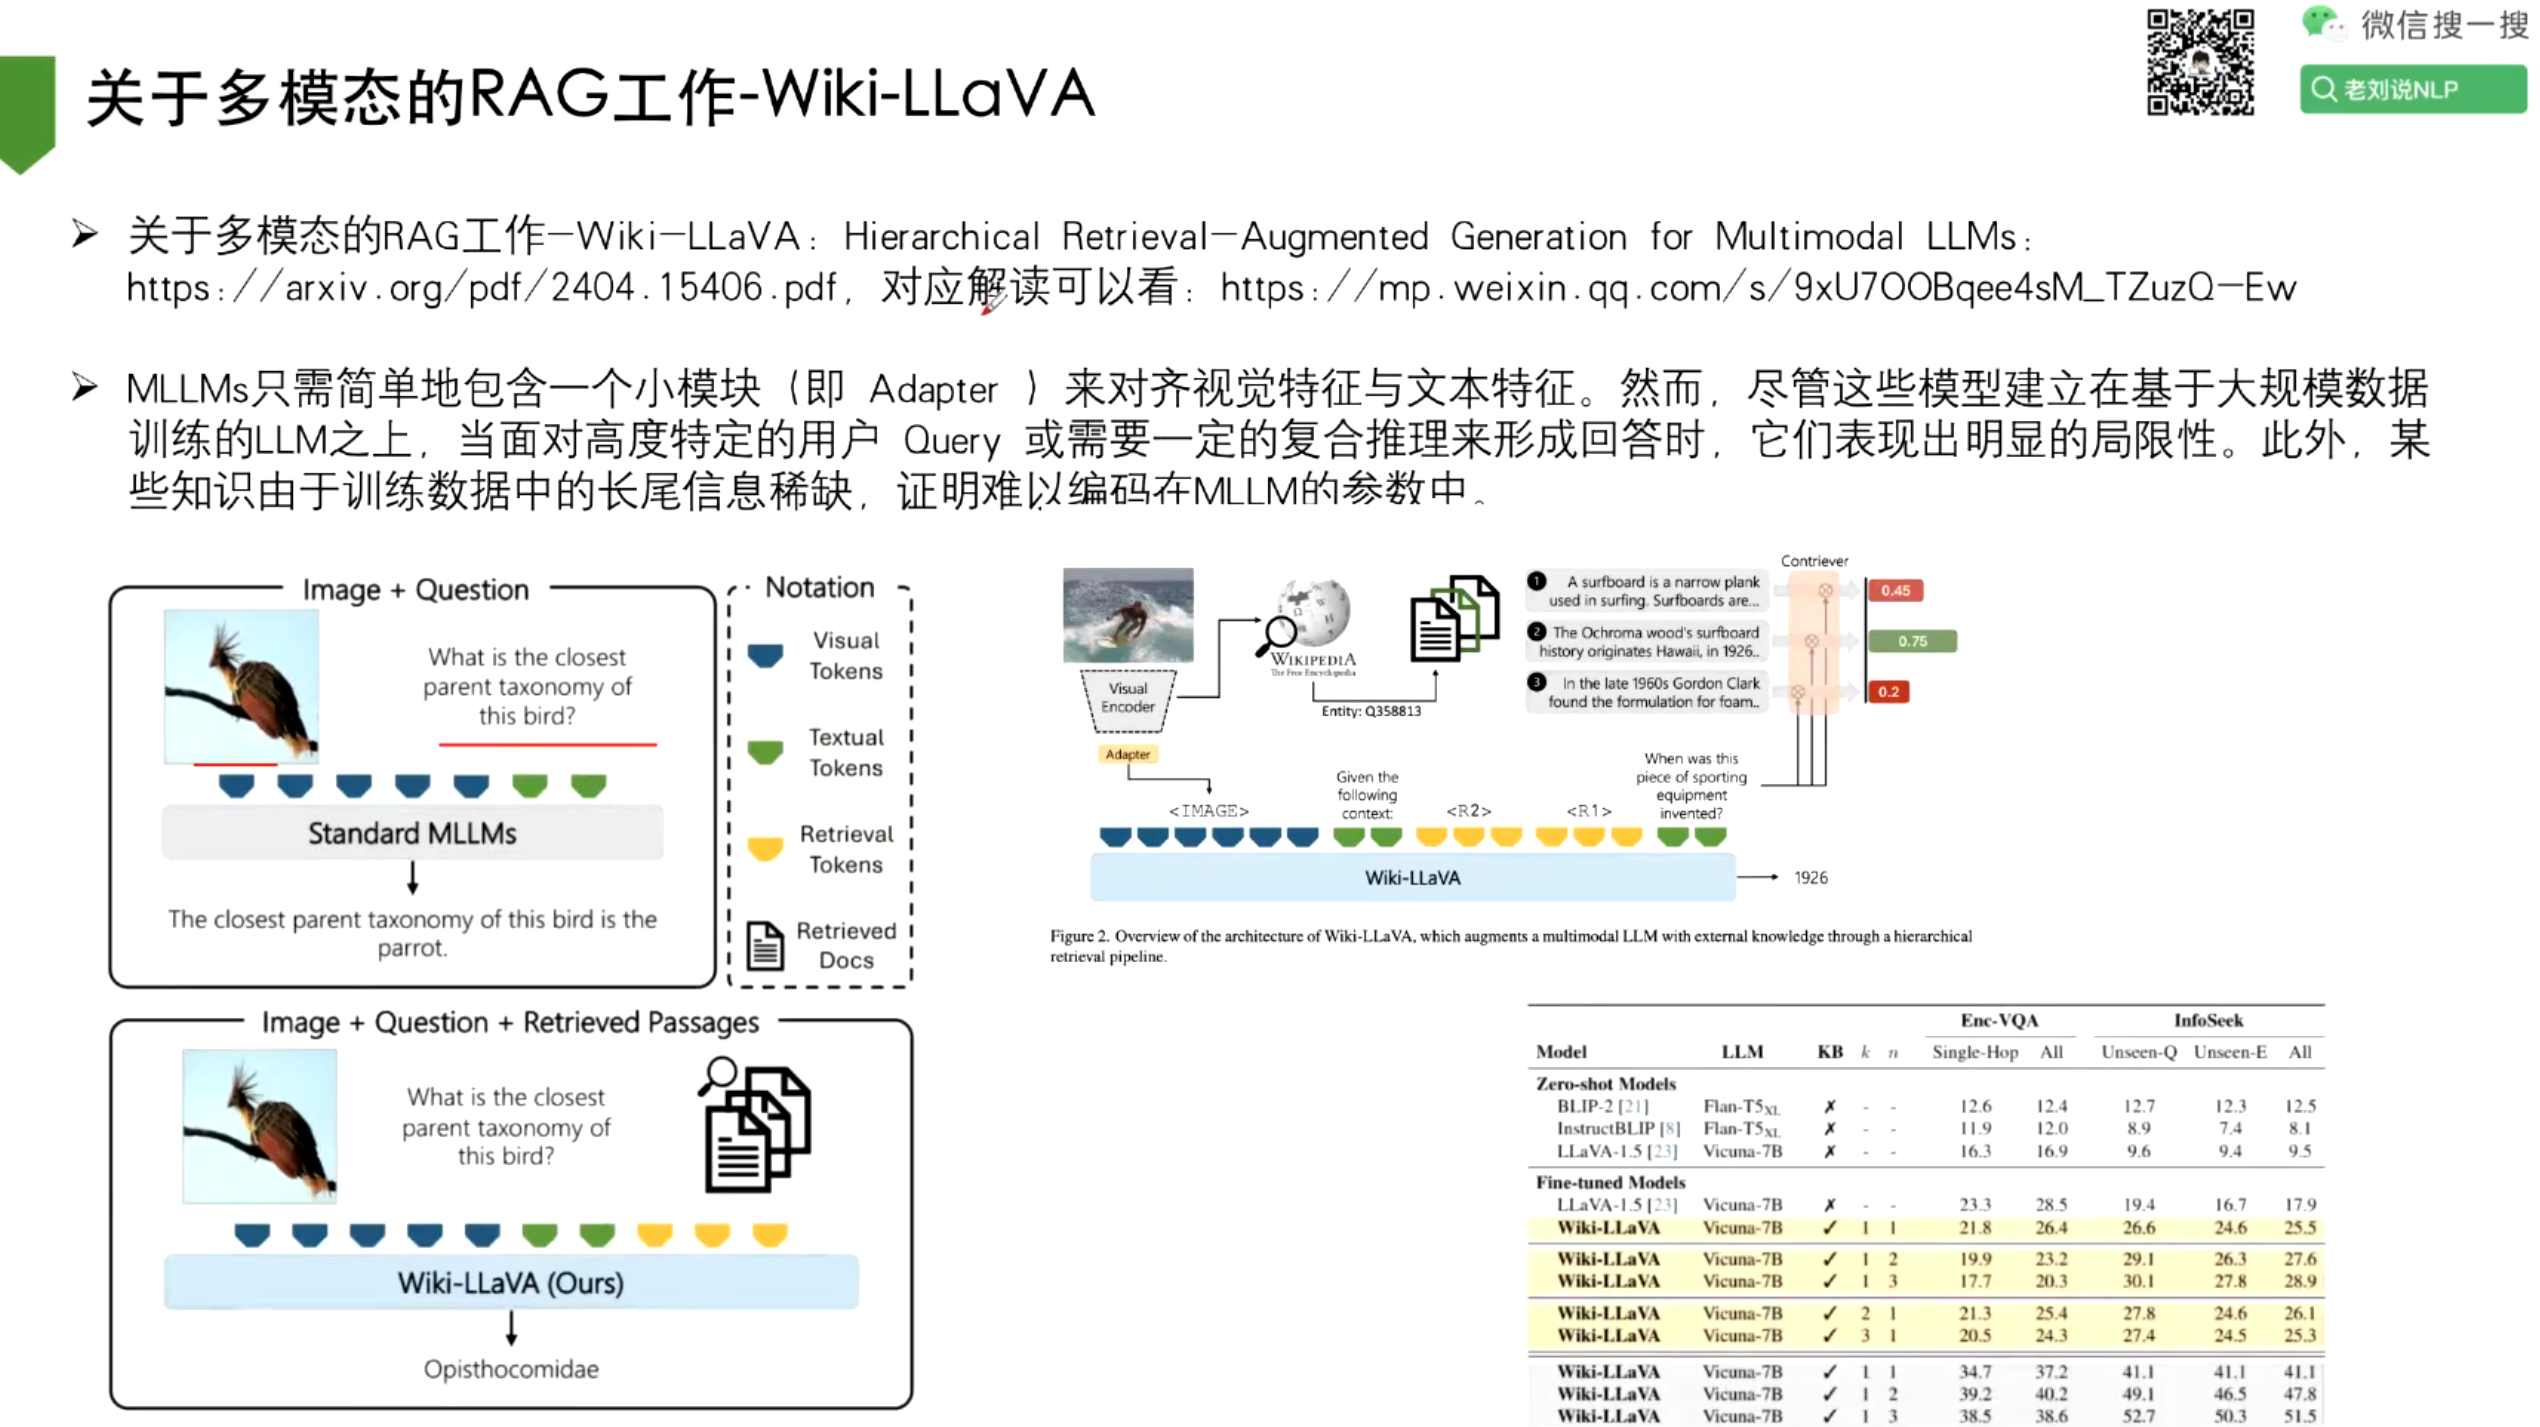 微信搜一搜
老刘说NLP
关于多模态的RAG工作-Wiki-LLaVA
关于多模态的RAG工作—Wiki—LLaVA：Hierarchical Retrieval—Augmented Generation for Multimodal LLMs：
https://arxiv.org/pdf/2404.15406.pdf，对应解读可以看：https://mp.weixin.qq.com/s/9xU7OOBqee4sM_TZuzQ—Ew
MLLMs只需简单地包含一个小模块（即 Adapter ）来对齐视觉特征与文本特征。然而，尽管这些模型建立在基于大规模数据
训练的LLM之上，当面对高度特定的用户 Query 或需要一定的复合推理来形成回答时，它们表现出明显的局限性。此外，某
些知识由于训练数据中的长尾信息稀缺，证明难以编码在MLLM的参数中。
Image + Question
What is the closest
parent taxonomy of
this bird?
Standard MLLMs
The closest parent taxonomy of this bird is the
parrot.
Notation
Visual
Tokens
Textual
Tokens
Retrieval
Tokens
Retrieved
Docs
Image + Question + Retrieved Passages
What is the closest
parent taxonomy of
this bird?
Wiki-LLaVA (Ours)
Opisthocomidae
Visual
Encoder
Adapter
WIKIPEDIA
The Free Encyclopedia
Entity: Q358813
1 A surfboard is a narrow plank
used in surfing. Surfboards are...
2 The Ochroma wood's surfboard
history originates Hawaii, in 1926..
3 In the late 1960s Gordon Clark
found the formulation for foam..
Contriever
0.45
0.75
0.2
<IMAGE>
Given the
following
context:
<R2>
<R1>
When was this
piece of sporting
equipment
invented?
Wiki-LLaVA
1926
Figure 2. Overview of the architecture of Wiki-LLaVA, which augments a multimodal LLM with external knowledge through a hierarchical
retrieval pipeline.
Enc-VQA InfoSeek
Model LLM KB k n Single-Hop All Unseen-Q Unseen-E All
Zero-shot Models
BLIP-2 [21] Flan-T5XL ✗ - - 12.6 12.4 12.7 12.3 12.5
InstructBLIP [8] Flan-T5XL ✗ - - 11.9 12.0 8.9 7.4 8.1
LLaVA-1.5 [23] Vicuna-7B ✗ - - 16.3 16.9 9.6 9.4 9.5
Fine-tuned Models
LLaVA-1.5 [23] Vicuna-7B ✗ - - 23.3 28.5 19.4 16.7 17.9
Wiki-LLaVA Vicuna-7B ✓ 1 1 21.8 26.4 26.6 24.6 25.5
Wiki-LLaVA Vicuna-7B ✓ 1 2 19.9 23.2 29.1 26.3 27.6
Wiki-LLaVA Vicuna-7B ✓ 1 3 17.7 20.3 30.1 27.8 28.9
Wiki-LLaVA Vicuna-7B ✓ 2 1 21.3 25.4 27.8 24.6 26.1
Wiki-LLaVA Vicuna-7B ✓ 3 1 20.5 24.3 27.4 24.5 25.3
Wiki-LLaVA Vicuna-7B ✓ 1 1 34.7 37.2 41.1 41.1 41.1
Wiki-LLaVA Vicuna-7B ✓ 1 2 39.2 40.2 49.1 46.5 47.8
Wiki-LLaVA Vicuna-7B ✓ 1 3 38.5 38.6 52.7 50.3 51.5